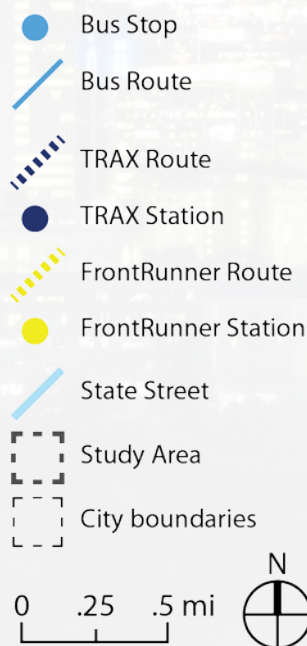 Bus Stop
Bus Route
TRAX Route
TRAX Station
FrontRunner Route
FrontRunner Station
State Street
Study Area
City boundaries
N
0 .25 .5 mi